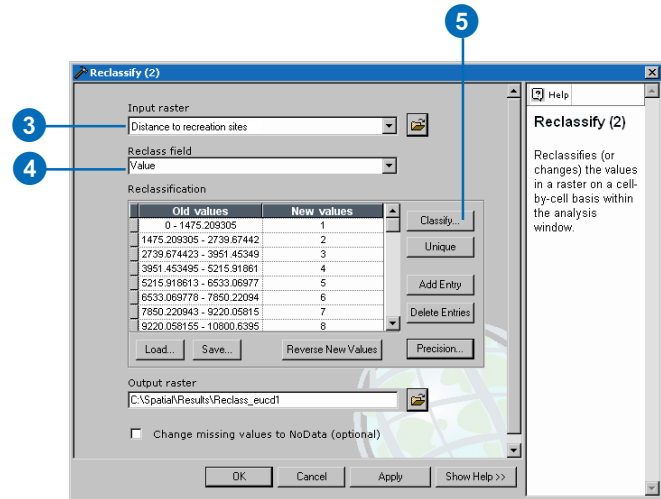 5
Reclassify (2)
Input raster
3
Distance to recreation sites
Reclass field
4
Value
Reclassification
Old values New values
0 - 1475.209305 1
1475.209305 - 2739.67442 2
2739.674423 - 3951.45349 3
3951.453495 - 5215.91861 4
5215.918613 - 6533.06977 5
6533.069778 - 7850.22094 6
7850.220943 - 9220.05815 7
9220.058155 - 10800.6395 8
Classify...
Unique
Add Entry
Delete Entries
Load... Save... Reverse New Values Precision...
Output raster
C:\Spatial\Results\Reclass_eucd1
Change missing values to NoData (optional)
OK Cancel Apply Show Help >>
Help
Reclassify (2)
Reclassifies (or
changes) the values
in a raster on a cell-
by-cell basis within
the analysis
window.